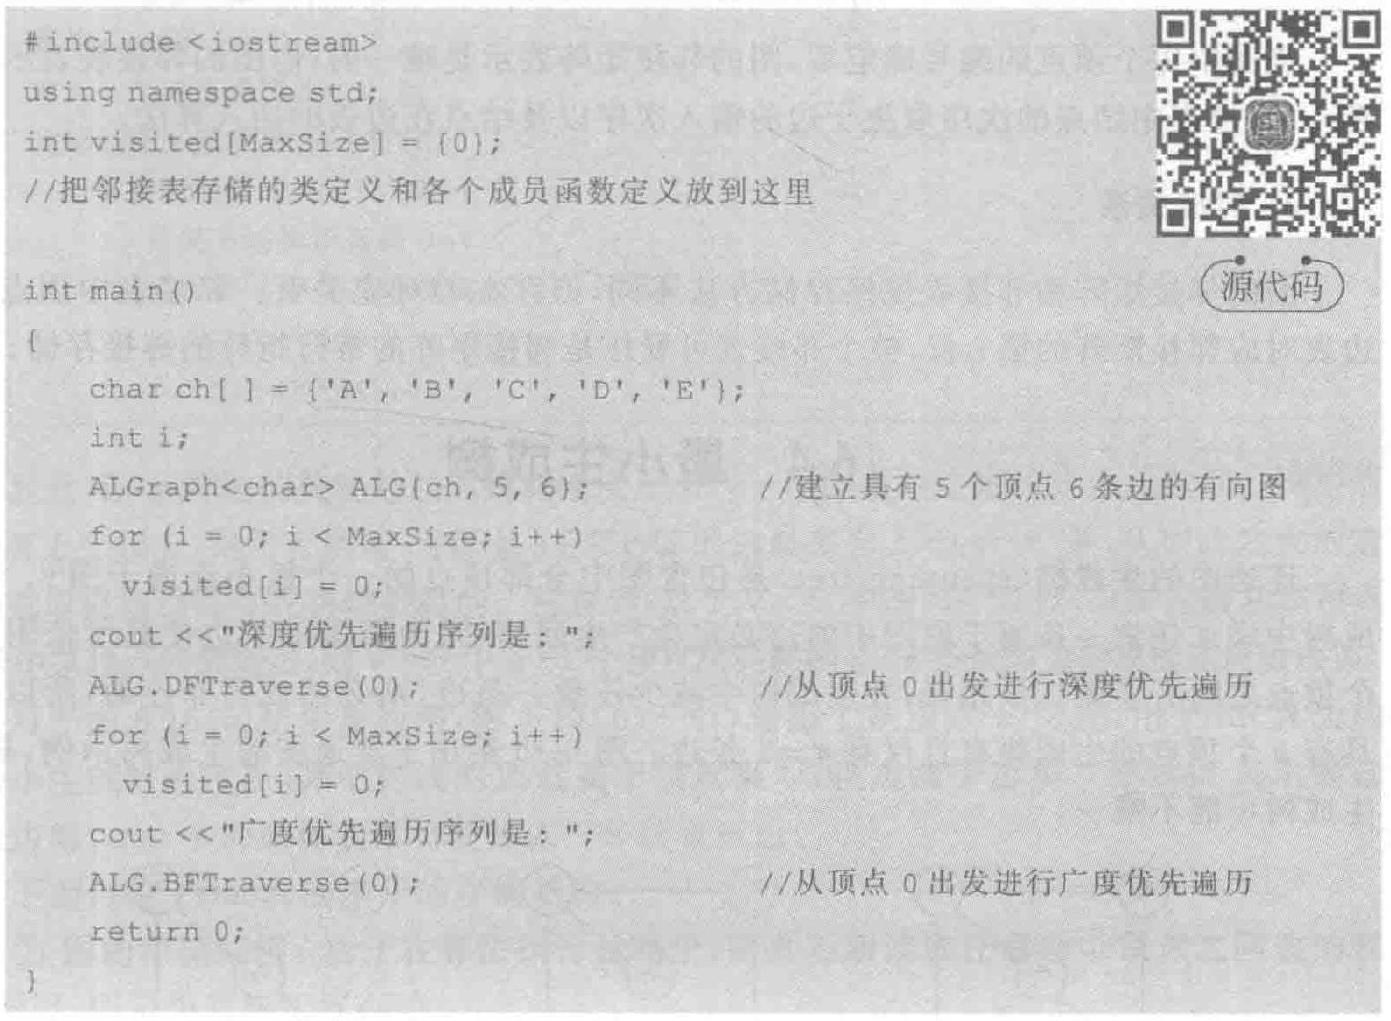 #include <iostream>
using namespace std;
int visited[MaxSize] = {0};
//把邻接表存储的类定义和各个成员函数定义放到这里
源代码
int main()
{
char ch[ ] = {'A', 'B', 'C', 'D', 'E'};
int i;
ALGraph<char> ALG{ch, 5, 6}; //建立具有 5 个顶点 6 条边的有向图
for (i = 0; i < MaxSize; i++)
visited[i] = 0;
cout <<"深度优先遍历序列是: ";
ALG.DFTraverse(0); //从顶点 0 出发进行深度优先遍历
for (i = 0; i < MaxSize; i++)
visited[i] = 0;
cout <<"广度优先遍历序列是: ";
ALG.BFTraverse(0); //从顶点 0 出发进行广度优先遍历
return 0;
}